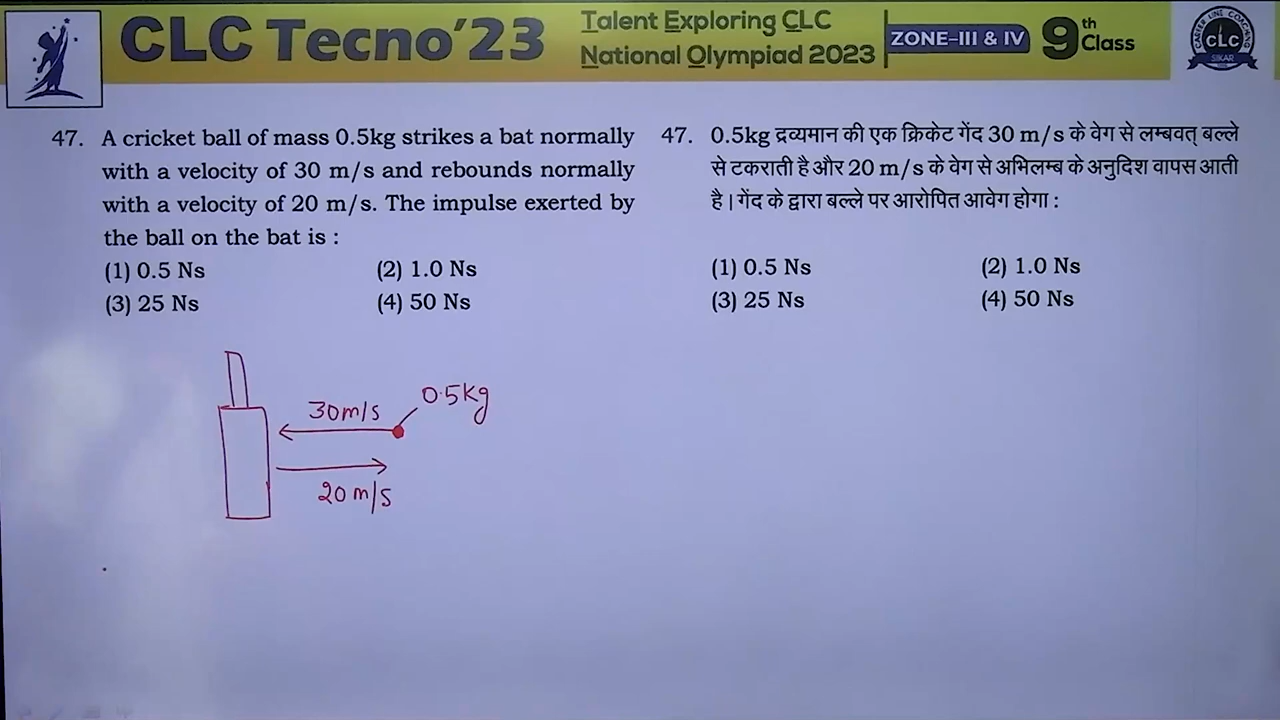 CLC Tecno'23
Talent Exploring CLC
National Olympiad 2023
ZONE-III & IV
9th Class
CAREER LINE COACHING
CLC
SIKAR
47. A cricket ball of mass 0.5kg strikes a bat normally
with a velocity of 30 m/s and rebounds normally
with a velocity of 20 m/s. The impulse exerted by
the ball on the bat is :
(1) 0.5 Ns (2) 1.0 Ns
(3) 25 Ns (4) 50 Ns
47. 0.5kg द्रव्यमान की एक क्रिकेट गेंद 30 m/s के वेग से लम्बवत् बल्ले
से टकराती है और 20 m/s के वेग से अभिलम्ब के अनुदिश वापस आती
है। गेंद के द्वारा बल्ले पर आरोपित आवेग होगा :
(1) 0.5 Ns (2) 1.0 Ns
(3) 25 Ns (4) 50 Ns
0.5kg
30m/s
20m/s